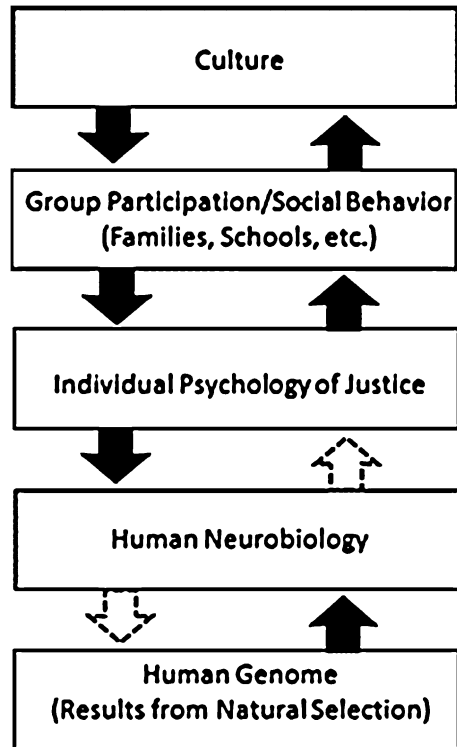 Culture
Group Participation/Social Behavior
(Families, Schools, etc.)
Individual Psychology of Justice
Human Neurobiology
Human Genome
(Results from Natural Selection)